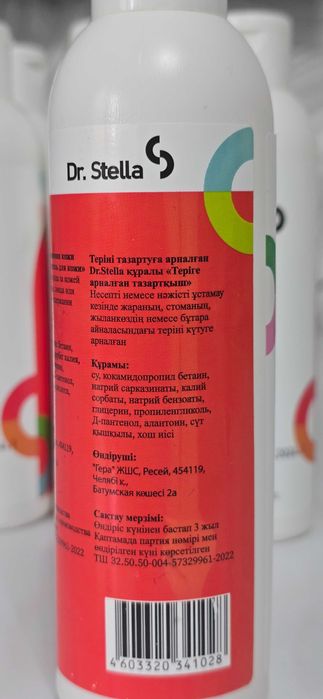 Dr. Stella
Теріні тазартуға арналған
Dr.Stella құралы «Теріге
арналған тазартқыш»
Несепті немесе нәжісті ұстамау
кезінде жараның, стоманың,
жыланкөздің немесе бұтара
айналасындағы теріні күтуге
арналған
Құрамы:
су, кокамидопропил бетаин,
натрий сарказинаты, калий
сорбаты, натрий бензоаты,
глицерин, пропиленгликоль,
Д-пантенол, алантоин, сүт
қышқылы, хош иісі
Өндіруші:
"Гера" ЖШС, Ресей, 454119,
Челябі к.,
Батумская көшесі 2а
Сақтау мерзімі:
Өндіріс күнінен бастап 3 жыл
Қаптамада партия нөмірі мен
өндірілген күні көрсетілген
ТШ 32.50.50-004-57329961-2022
4 603320 341028